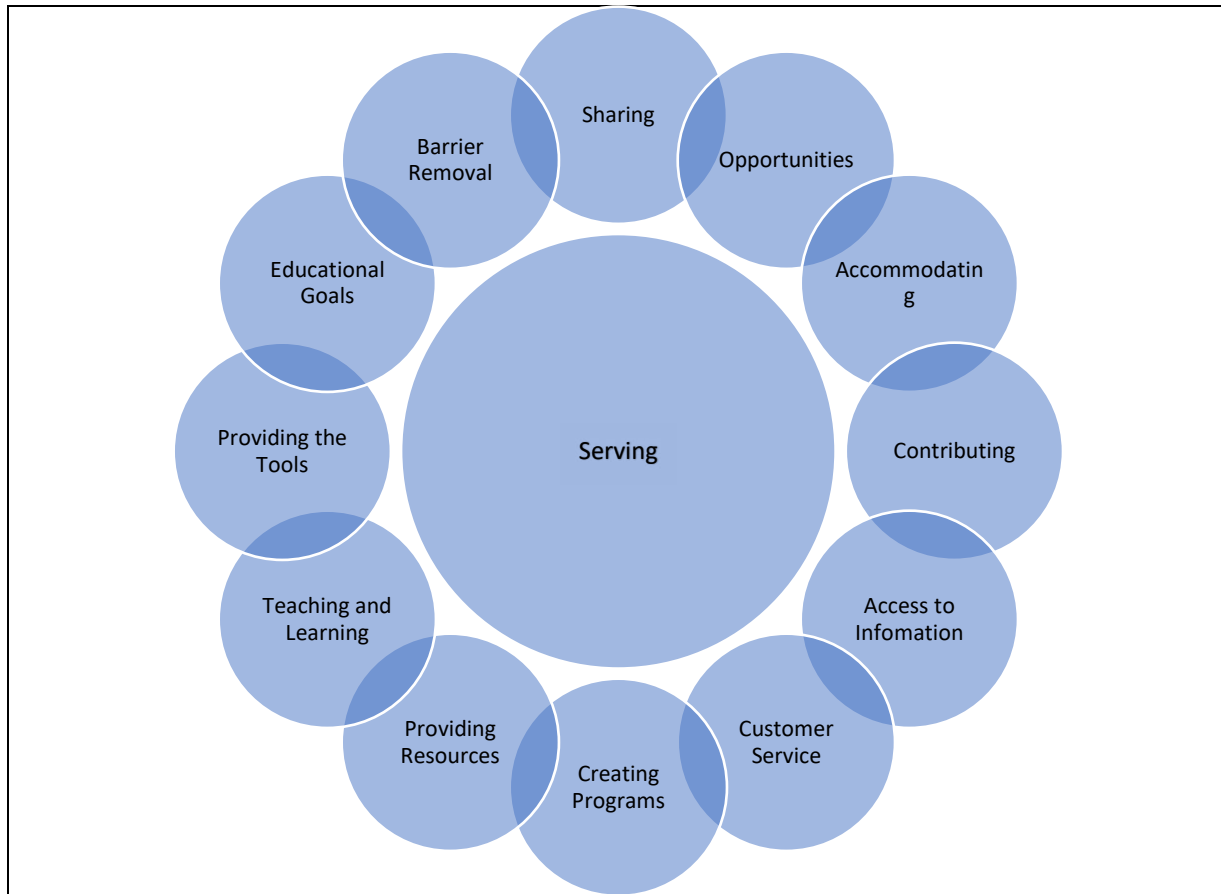 Sharing
Opportunities
Accommodatin
g
Contributing
Access to
Infomation
Customer
Service
Creating
Programs
Providing
Resources
Teaching and
Learning
Providing the
Tools
Educational
Goals
Barrier
Removal
Serving